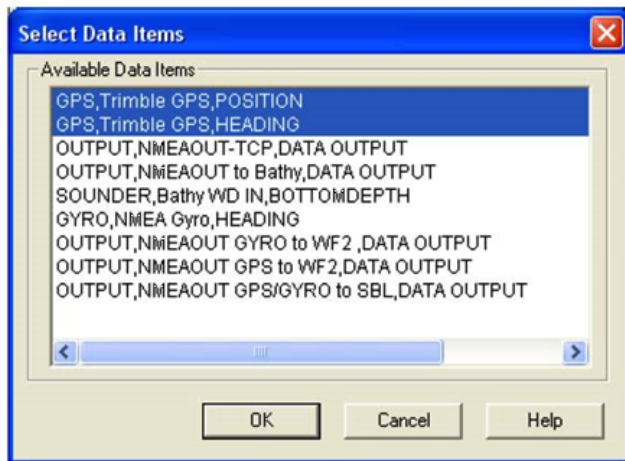 Select Data Items
Available Data Items
GPS,Trimble GPS,POSITION
GPS,Trimble GPS,HEADING
OUTPUT,NMEAOUT-TCP,DATA OUTPUT
OUTPUT,NMEAOUT to Bathy,DATA OUTPUT
SOUNDER,Bathy WD IN,BOTTOMDEPTH
GYRO,NMEA Gyro,HEADING
OUTPUT,NMEAOUT GYRO to WF2 ,DATA OUTPUT
OUTPUT,NMEAOUT GPS to WF2,DATA OUTPUT
OUTPUT,NMEAOUT GPS/GYRO to SBL,DATA OUTPUT
OK Cancel Help